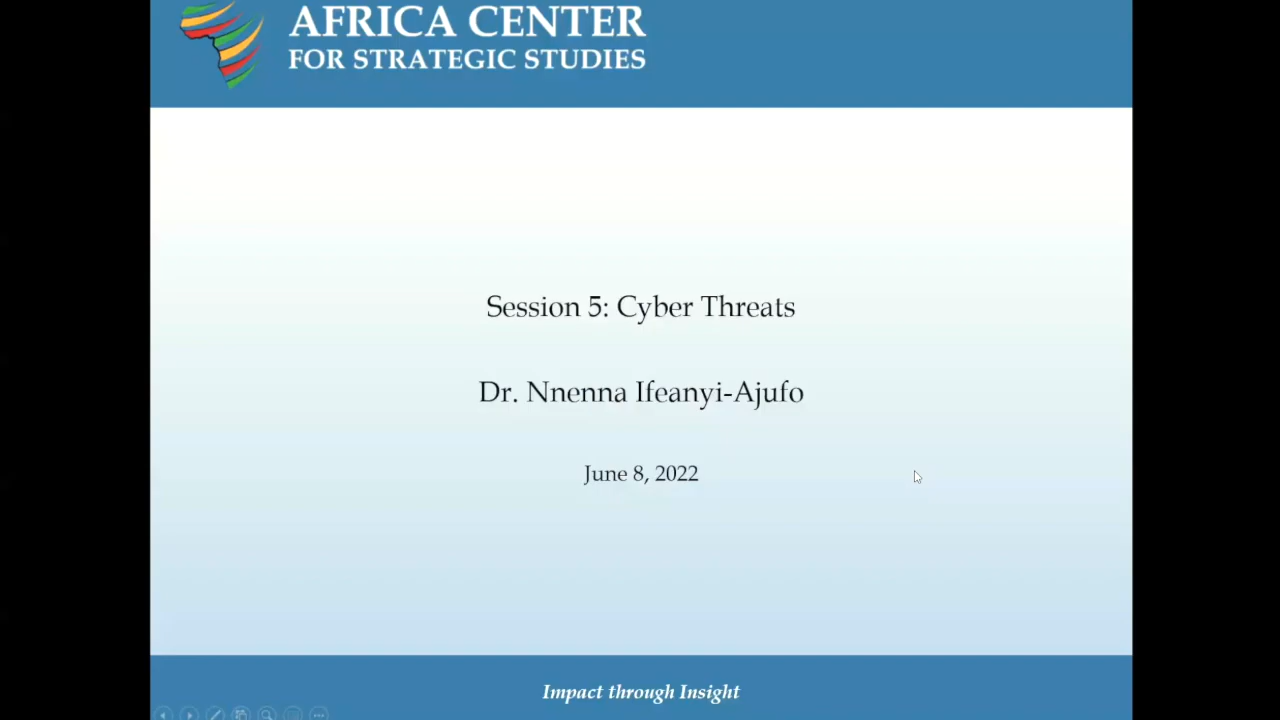 AFRICA CENTER
FOR STRATEGIC STUDIES
Session 5: Cyber Threats
Dr. Nnenna Ifeanyi-Ajufo
June 8, 2022
Impact through Insight